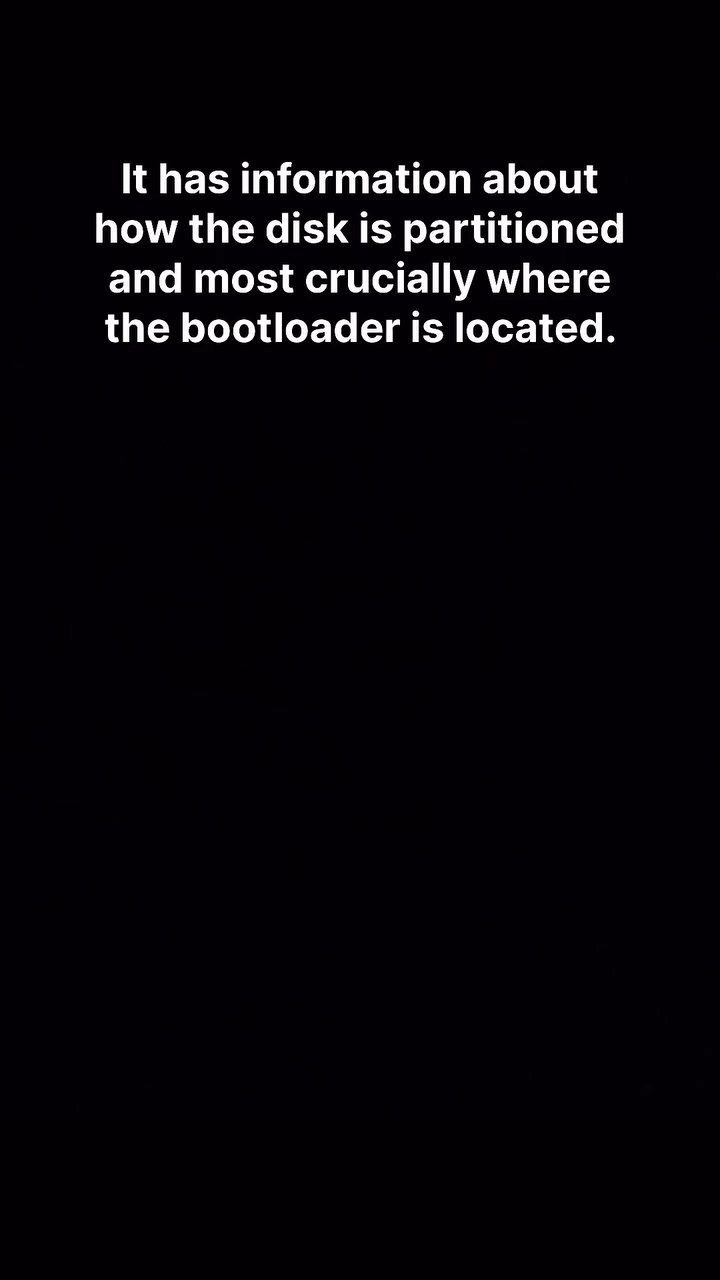 It has information about
how the disk is partitioned
and most crucially where
the bootloader is located.